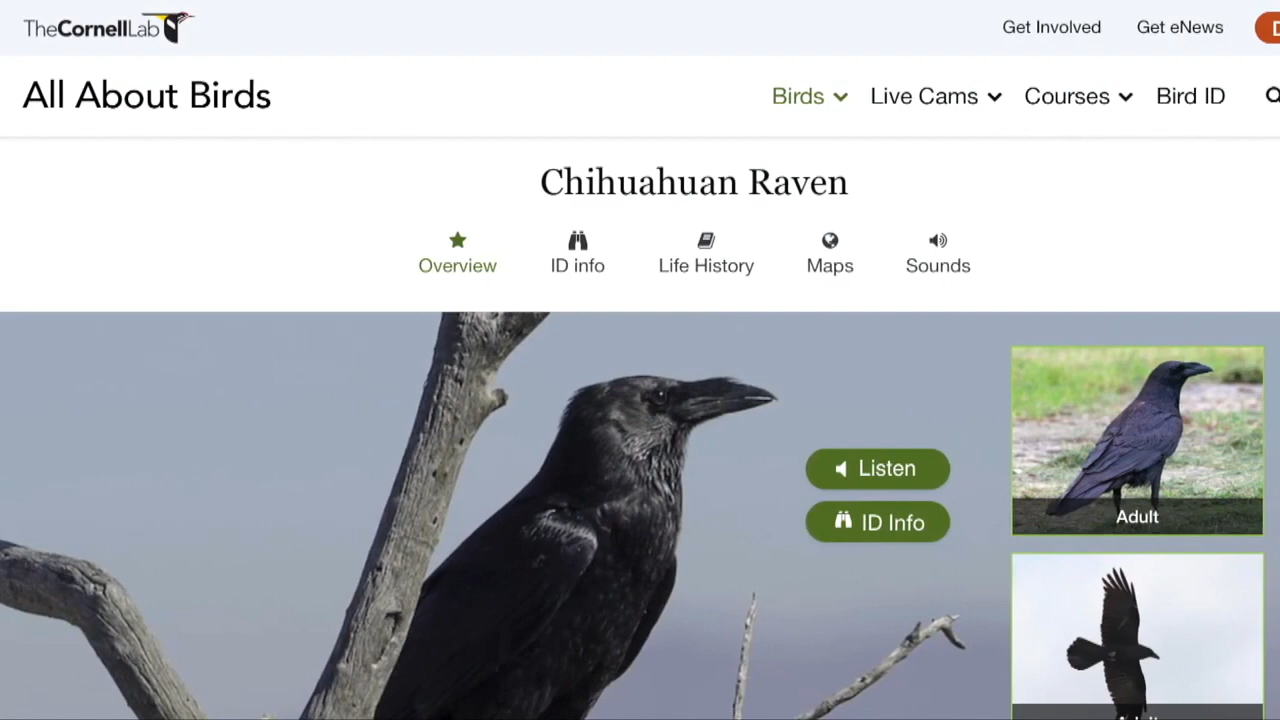 TheCornellLab
Get Involved
Get eNews
All About Birds
Birds
Live Cams
Courses
Bird ID
Chihuahuan Raven
Overview
ID info
Life History
Maps
Sounds
Listen
ID Info
Adult